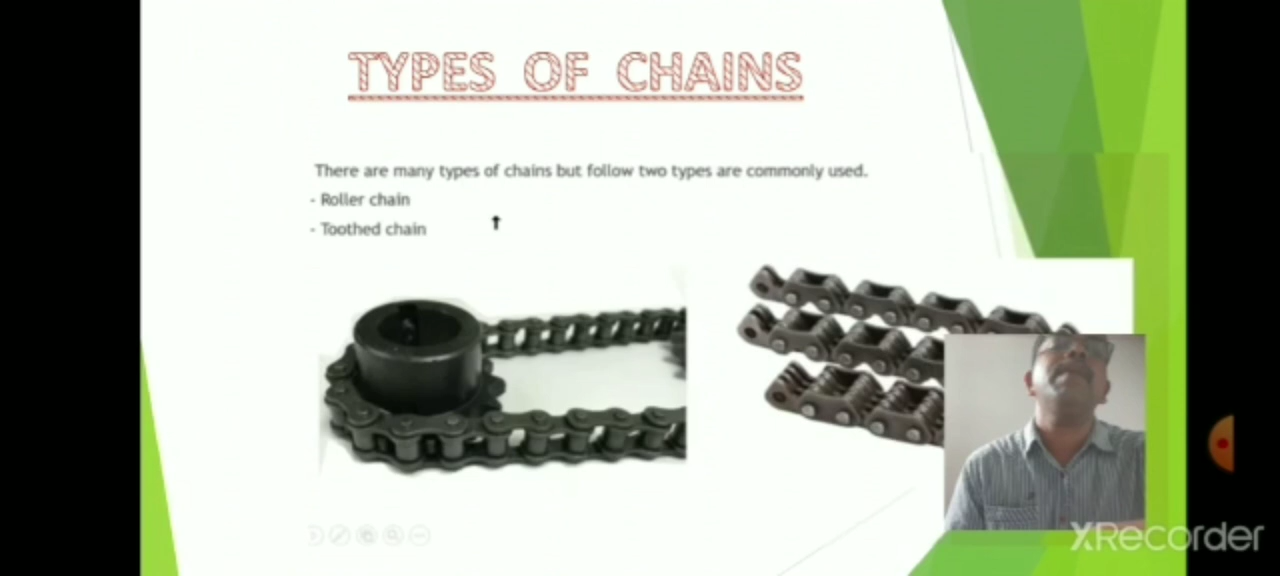 TYPES OF CHAINS
There are many types of chains but follow two types are commonly used.
- Roller chain
- Toothed chain
XRecorder